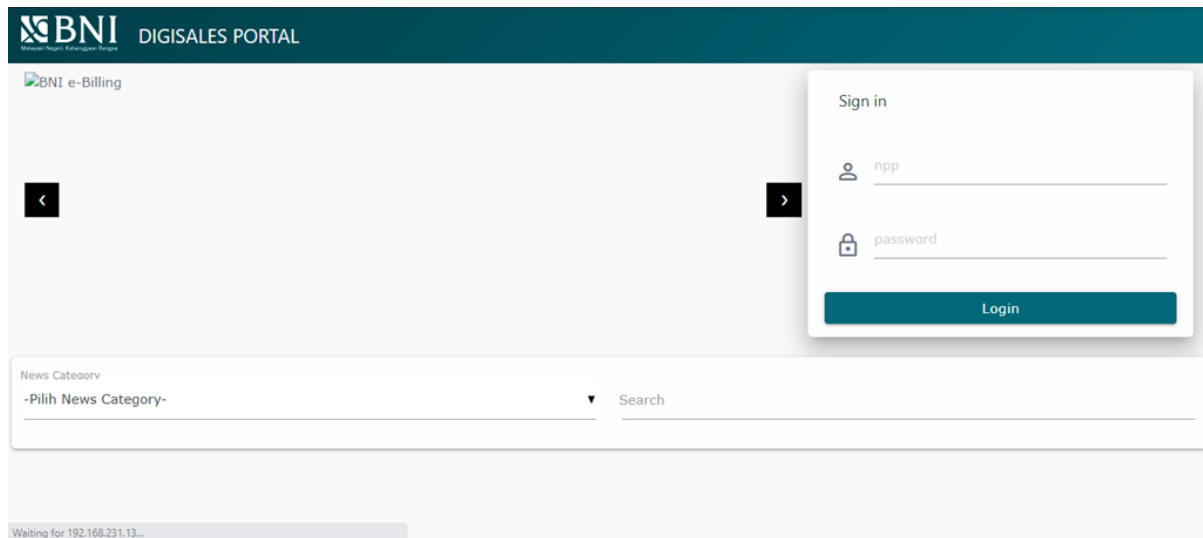 BNI
Melayani Negeri, Kebanggaan Bangsa
DIGISALES PORTAL
BNI e-Billing
Sign in
npp
password
Login
News Category
-Pilih News Category-
Search
Waiting for 192.168.231.13...